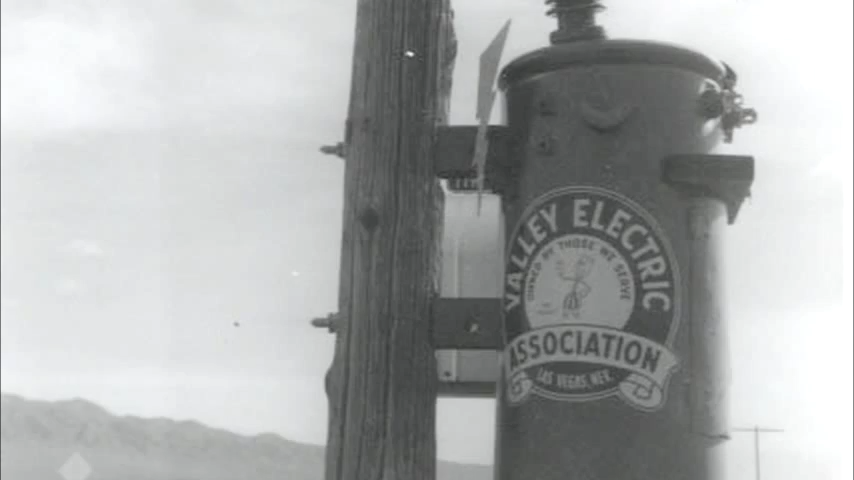 VALLEY ELECTRIC
OWNED BY THOSE WE SERVE
ASSOCIATION
LAS VEGAS, NEV.